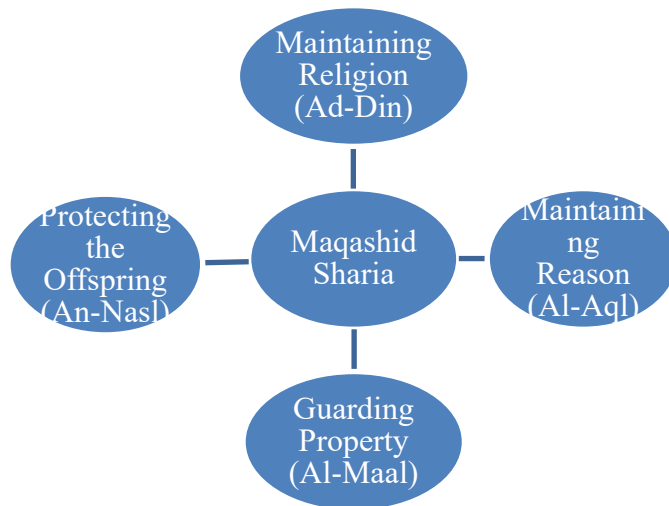 Maintaining
Religion
(Ad-Din)
Protecting
the
Offspring
(An-Nasl)
Maqashid
Sharia
Maintaini
ng
Reason
(Al-Aql)
Guarding
Property
(Al-Maal)